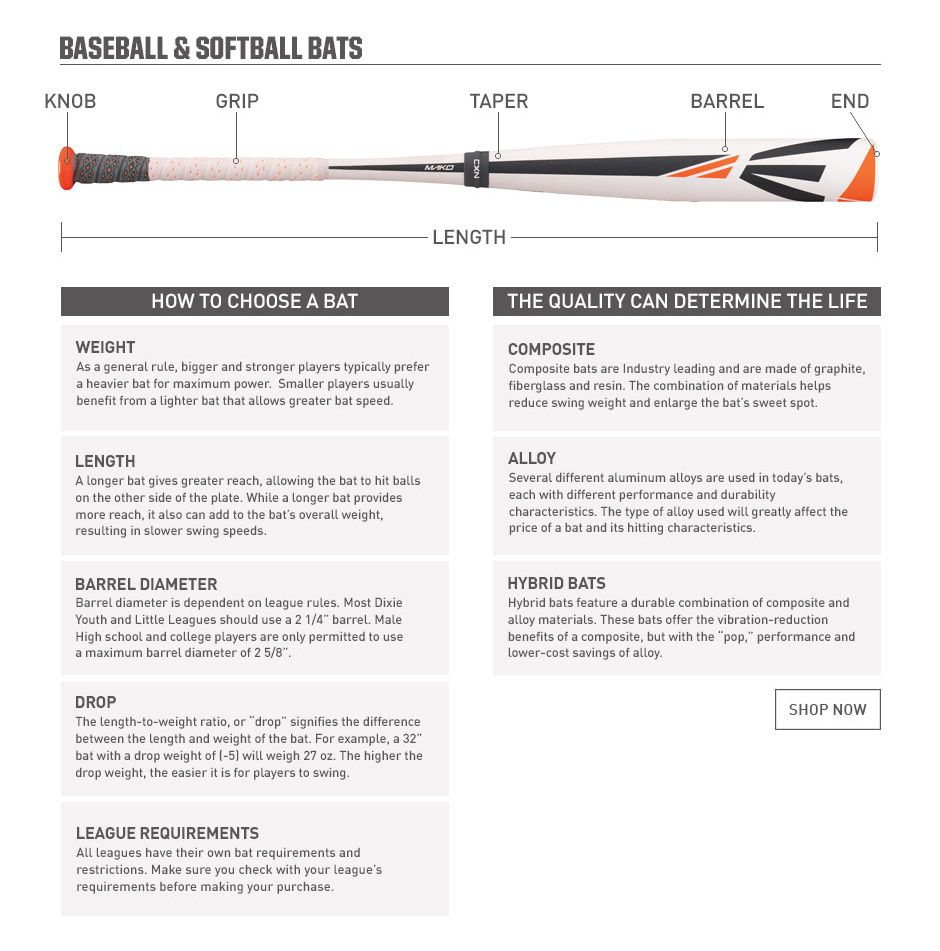 BASEBALL & SOFTBALL BATS
KNOB GRIP TAPER BARREL END
MAKO
CXN
LENGTH
HOW TO CHOOSE A BAT
WEIGHT
As a general rule, bigger and stronger players typically prefer
a heavier bat for maximum power. Smaller players usually
benefit from a lighter bat that allows greater bat speed.
LENGTH
A longer bat gives greater reach, allowing the bat to hit balls
on the other side of the plate. While a longer bat provides
more reach, it also can add to the bat's overall weight,
resulting in slower swing speeds.
BARREL DIAMETER
Barrel diameter is dependent on league rules. Most Dixie
Youth and Little Leagues should use a 2 1/4" barrel. Male
High school and college players are only permitted to use
a maximum barrel diameter of 2 5/8".
DROP
The length-to-weight ratio, or "drop" signifies the difference
between the length and weight of the bat. For example, a 32"
bat with a drop weight of (-5) will weigh 27 oz. The higher the
drop weight, the easier it is for players to swing.
LEAGUE REQUIREMENTS
All leagues have their own bat requirements and
restrictions. Make sure you check with your league's
requirements before making your purchase.
THE QUALITY CAN DETERMINE THE LIFE
COMPOSITE
Composite bats are Industry leading and are made of graphite,
fiberglass and resin. The combination of materials helps
reduce swing weight and enlarge the bat's sweet spot.
ALLOY
Several different aluminum alloys are used in today's bats,
each with different performance and durability
characteristics. The type of alloy used will greatly affect the
price of a bat and its hitting characteristics.
HYBRID BATS
Hybrid bats feature a durable combination of composite and
alloy materials. These bats offer the vibration-reduction
benefits of a composite, but with the "pop," performance and
lower-cost savings of alloy.
SHOP NOW